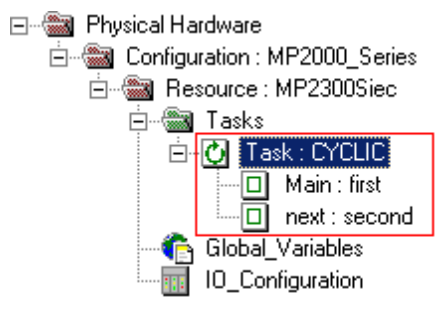 Physical Hardware
Configuration : MP2000_Series
Resource : MP2300Siec
Tasks
Task : CYCLIC
Main : first
next : second
Global_Variables
IO_Configuration